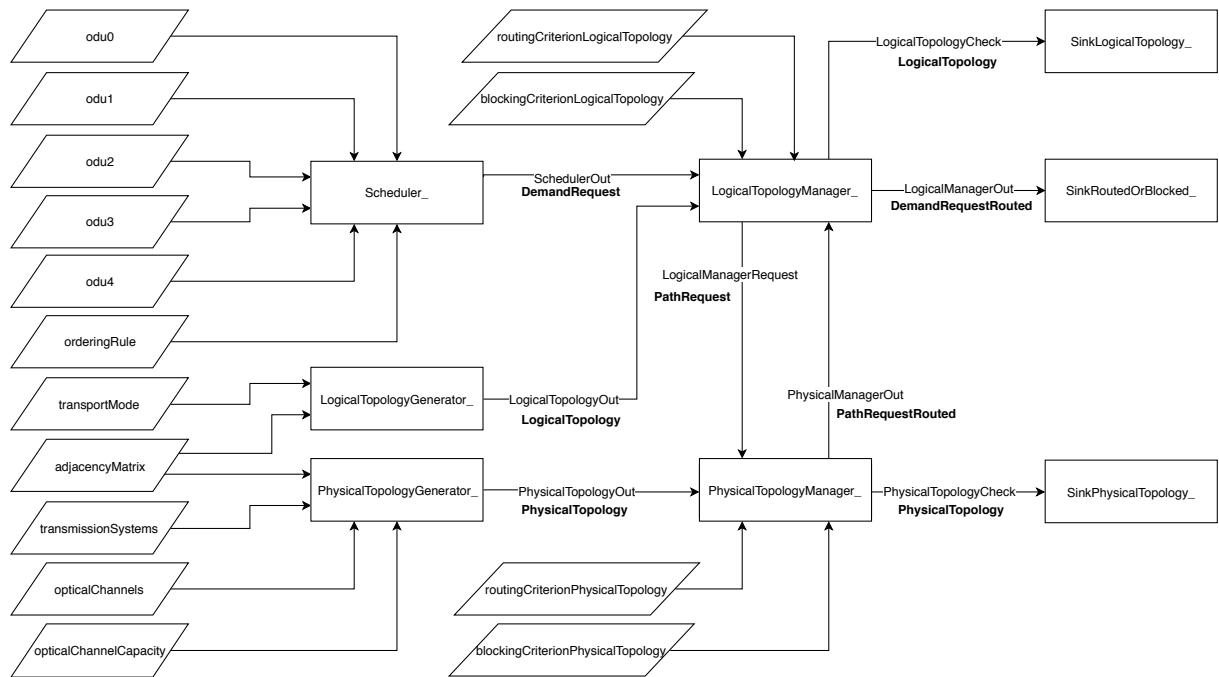 odu0
odu1
odu2
odu3
odu4
orderingRule
transportMode
adjacencyMatrix
transmissionSystems
opticalChannels
opticalChannelCapacity
Scheduler_
LogicalTopologyGenerator_
PhysicalTopologyGenerator_
routingCriterionLogicalTopology
blockingCriterionLogicalTopology
SchedulerOut
DemandRequest
LogicalTopologyOut
LogicalTopology
PhysicalTopologyOut
PhysicalTopology
routingCriterionPhysicalTopology
blockingCriterionPhysicalTopology
LogicalTopologyManager_
LogicalManagerRequest
PathRequest
PhysicalManagerOut
PathRequestRouted
PhysicalTopologyManager_
LogicalTopologyCheck
LogicalTopology
LogicalManagerOut
DemandRequestRouted
PhysicalTopologyCheck
PhysicalTopology
SinkLogicalTopology_
SinkRoutedOrBlocked_
SinkPhysicalTopology_